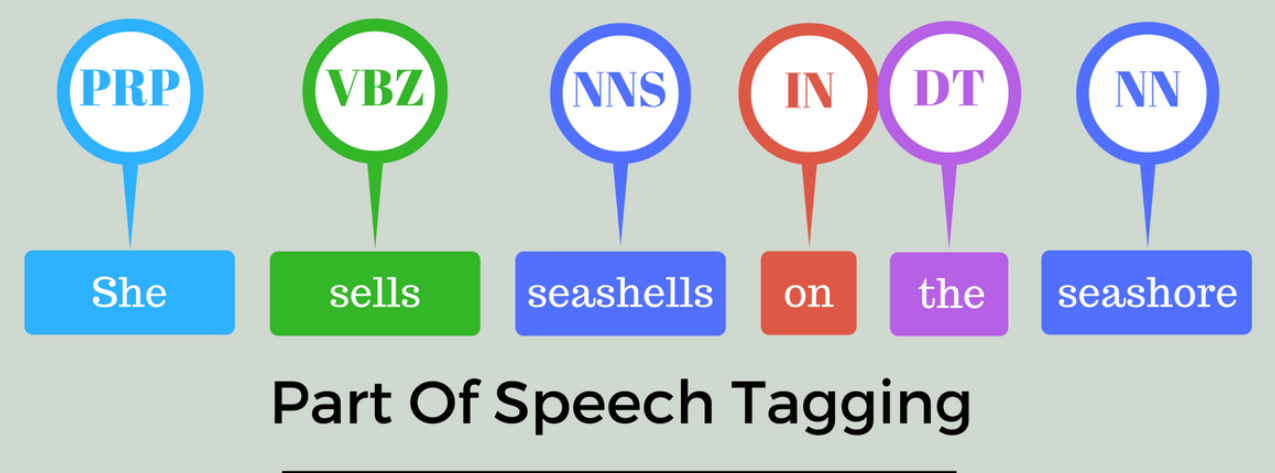 PRP VBZ NNS IN DT NN
She sells seashells on the seashore
Part Of Speech Tagging